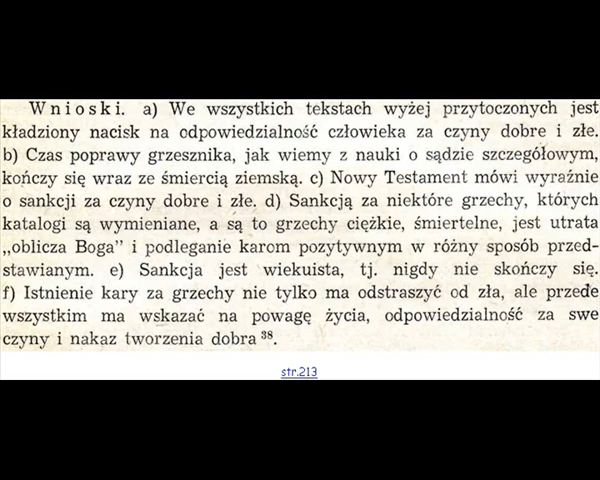 Wnioski. a) We wszystkich tekstach wyżej przytoczonych jest
kładziony nacisk na odpowiedzialność człowieka za czyny dobre i złe.
b) Czas poprawy grzesznika, jak wiemy z nauki o sądzie szczegółowym,
kończy się wraz ze śmiercią ziemską. c) Nowy Testament mówi wyraźnie
o sankcji za czyny dobre i złe. d) Sankcją za niektóre grzechy, których
katalogi są wymieniane, a są to grzechy ciężkie, śmiertelne, jest utrata
„oblicza Boga” i podleganie karom pozytywnym w różny sposób przed-
stawianym. e) Sankcja jest wiekuista, tj. nigdy nie skończy się.
f) Istnienie kary za grzechy nie tylko ma odstraszyć od zła, ale przede
wszystkim ma wskazać na powagę życia, odpowiedzialność za swe
czyny i nakaz tworzenia dobra ³⁸.
str.213